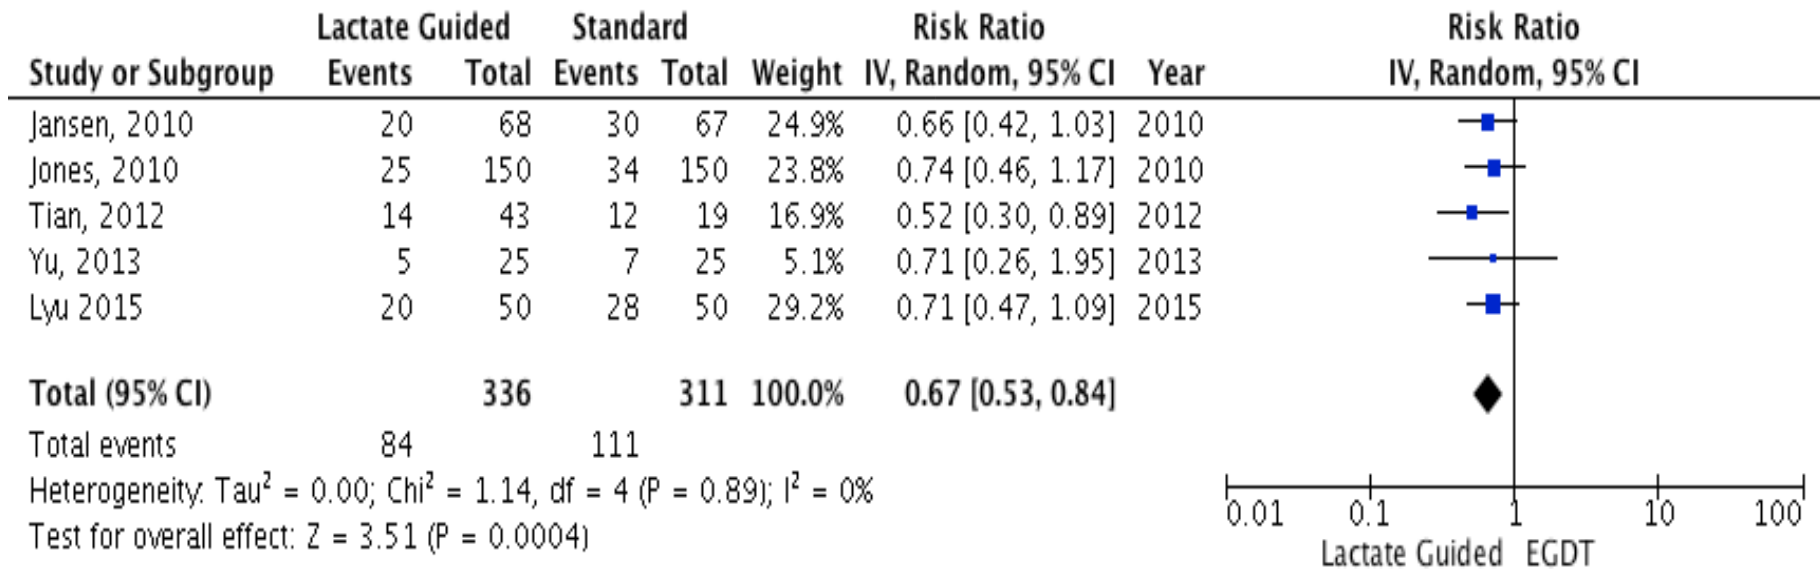 Lactate Guided Standard Risk Ratio Risk Ratio
Study or Subgroup Events Total Events Total Weight IV, Random, 95% CI Year IV, Random, 95% CI
Jansen, 2010 20 68 30 67 24.9% 0.66 [0.42, 1.03] 2010
Jones, 2010 25 150 34 150 23.8% 0.74 [0.46, 1.17] 2010
Tian, 2012 14 43 12 19 16.9% 0.52 [0.30, 0.89] 2012
Yu, 2013 5 25 7 25 5.1% 0.71 [0.26, 1.95] 2013
Lyu 2015 20 50 28 50 29.2% 0.71 [0.47, 1.09] 2015
Total (95% CI) 336 311 100.0% 0.67 [0.53, 0.84]
Total events 84 111
Heterogeneity: Tau² = 0.00; Chi² = 1.14, df = 4 (P = 0.89); I² = 0%
Test for overall effect: Z = 3.51 (P = 0.0004)
0.01 0.1 1 10 100
Lactate Guided EGDT